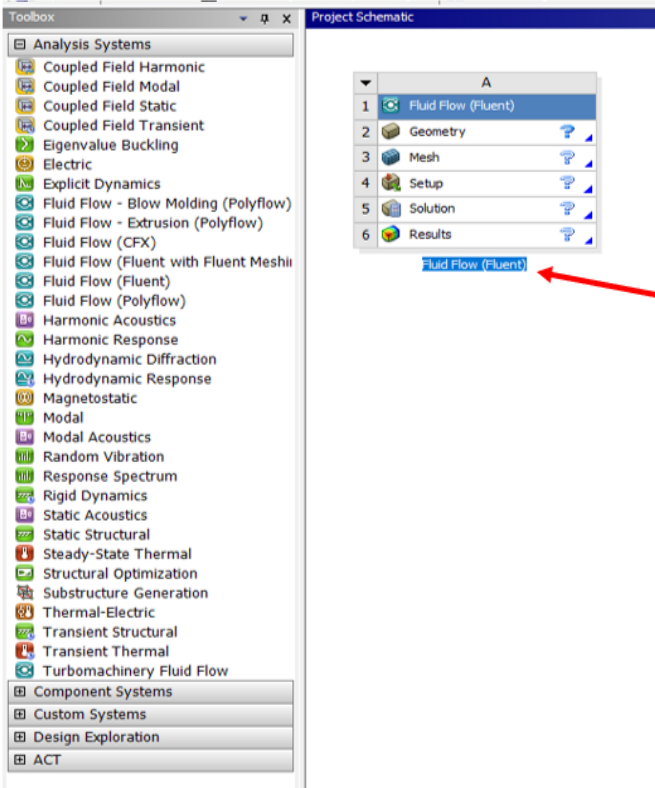 Toolbox
Project Schematic
Analysis Systems
Coupled Field Harmonic
Coupled Field Modal
Coupled Field Static
Coupled Field Transient
Eigenvalue Buckling
Electric
Explicit Dynamics
Fluid Flow - Blow Molding (Polyflow)
Fluid Flow - Extrusion (Polyflow)
Fluid Flow (CFX)
Fluid Flow (Fluent with Fluent Meshin
Fluid Flow (Fluent)
Fluid Flow (Polyflow)
Harmonic Acoustics
Harmonic Response
Hydrodynamic Diffraction
Hydrodynamic Response
Magnetostatic
Modal
Modal Acoustics
Random Vibration
Response Spectrum
Rigid Dynamics
Static Acoustics
Static Structural
Steady-State Thermal
Structural Optimization
Substructure Generation
Thermal-Electric
Transient Structural
Transient Thermal
Turbomachinery Fluid Flow
Component Systems
Custom Systems
Design Exploration
ACT
A
1 Fluid Flow (Fluent)
2 Geometry ?
3 Mesh ?
4 Setup ?
5 Solution ?
6 Results ?
Fluid Flow (Fluent)